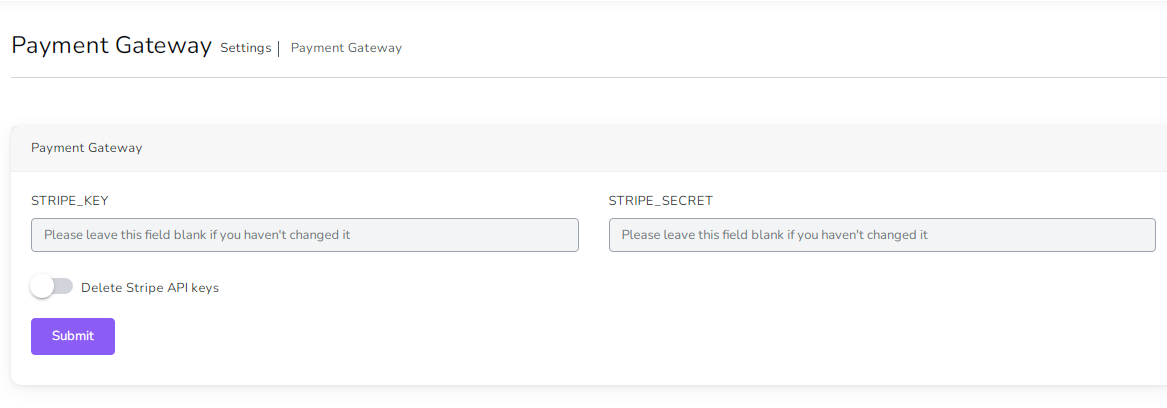 Payment Gateway Settings | Payment Gateway
Payment Gateway
STRIPE_KEY STRIPE_SECRET
Please leave this field blank if you haven't changed it Please leave this field blank if you haven't changed it
Delete Stripe API keys
Submit